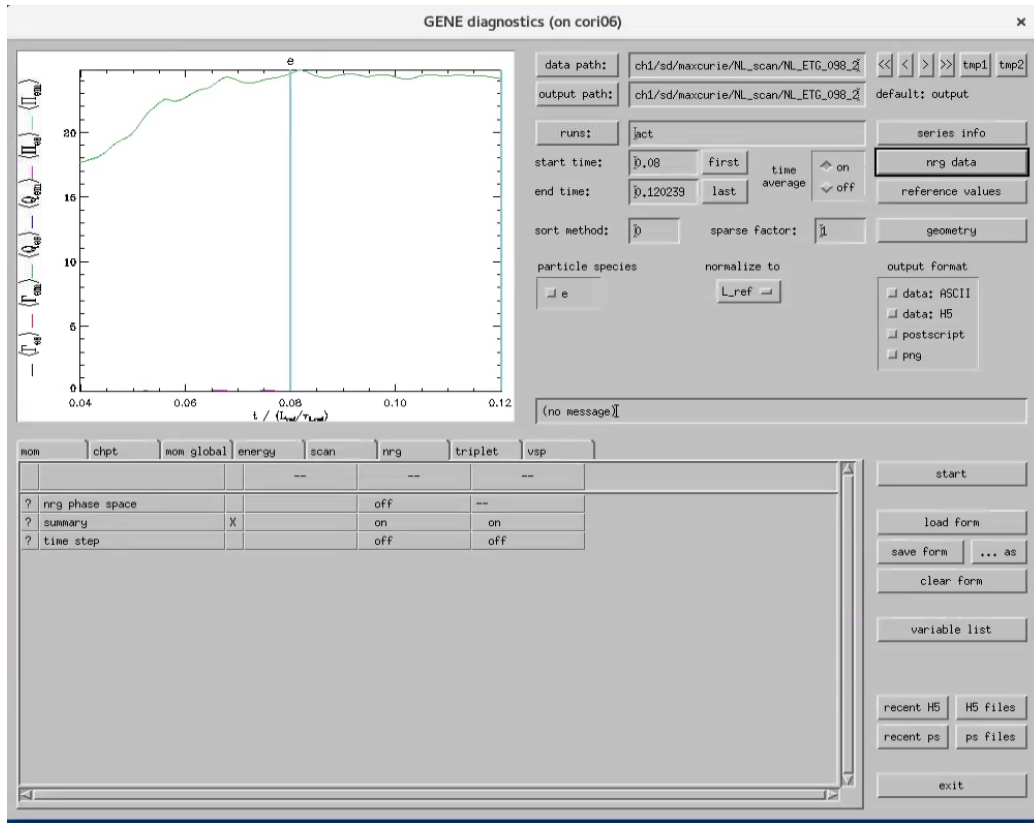 GENE diagnostics (on cori06)
×
e
20
15
10
5
0
0.04 0.06 0.08 0.10 0.12
data path: ch1/sd/maxcurie/NL_scan/NL_ETG_098_2 << < > >> tmp1 tmp2
output path: ch1/sd/maxcurie/NL_scan/NL_ETG_098_2 default: output
runs: act series info
start time: 0.08 first time average on off nrg data
end time: 0.120239 last reference values
sort method: 0 sparse factor: 1 geometry
particle species normalize to output format
e L_ref data: ASCII
data: H5
postscript
png
(no message)
mom chpt mom global energy scan nrg triplet vsp
-- -- --
? nrg phase space off --
? summary X on on
? time step off off
start
load form
save form ... as
clear form
variable list
recent H5 H5 files
recent ps ps files
exit